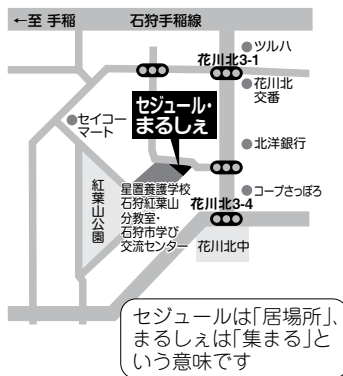 ←至 手稲
石狩手稲線
ツルハ
花川北3-1
花川北
交番
セジュール・
まるしぇ
セイコー
マート
北洋銀行
紅葉山公園
星置養護学校
石狩紅葉山
分教室・
石狩市学び
交流センター
コープさっぽろ
花川北3-4
花川北中
セジュールは「居場所」、
まるしぇは「集まる」と
いう意味です